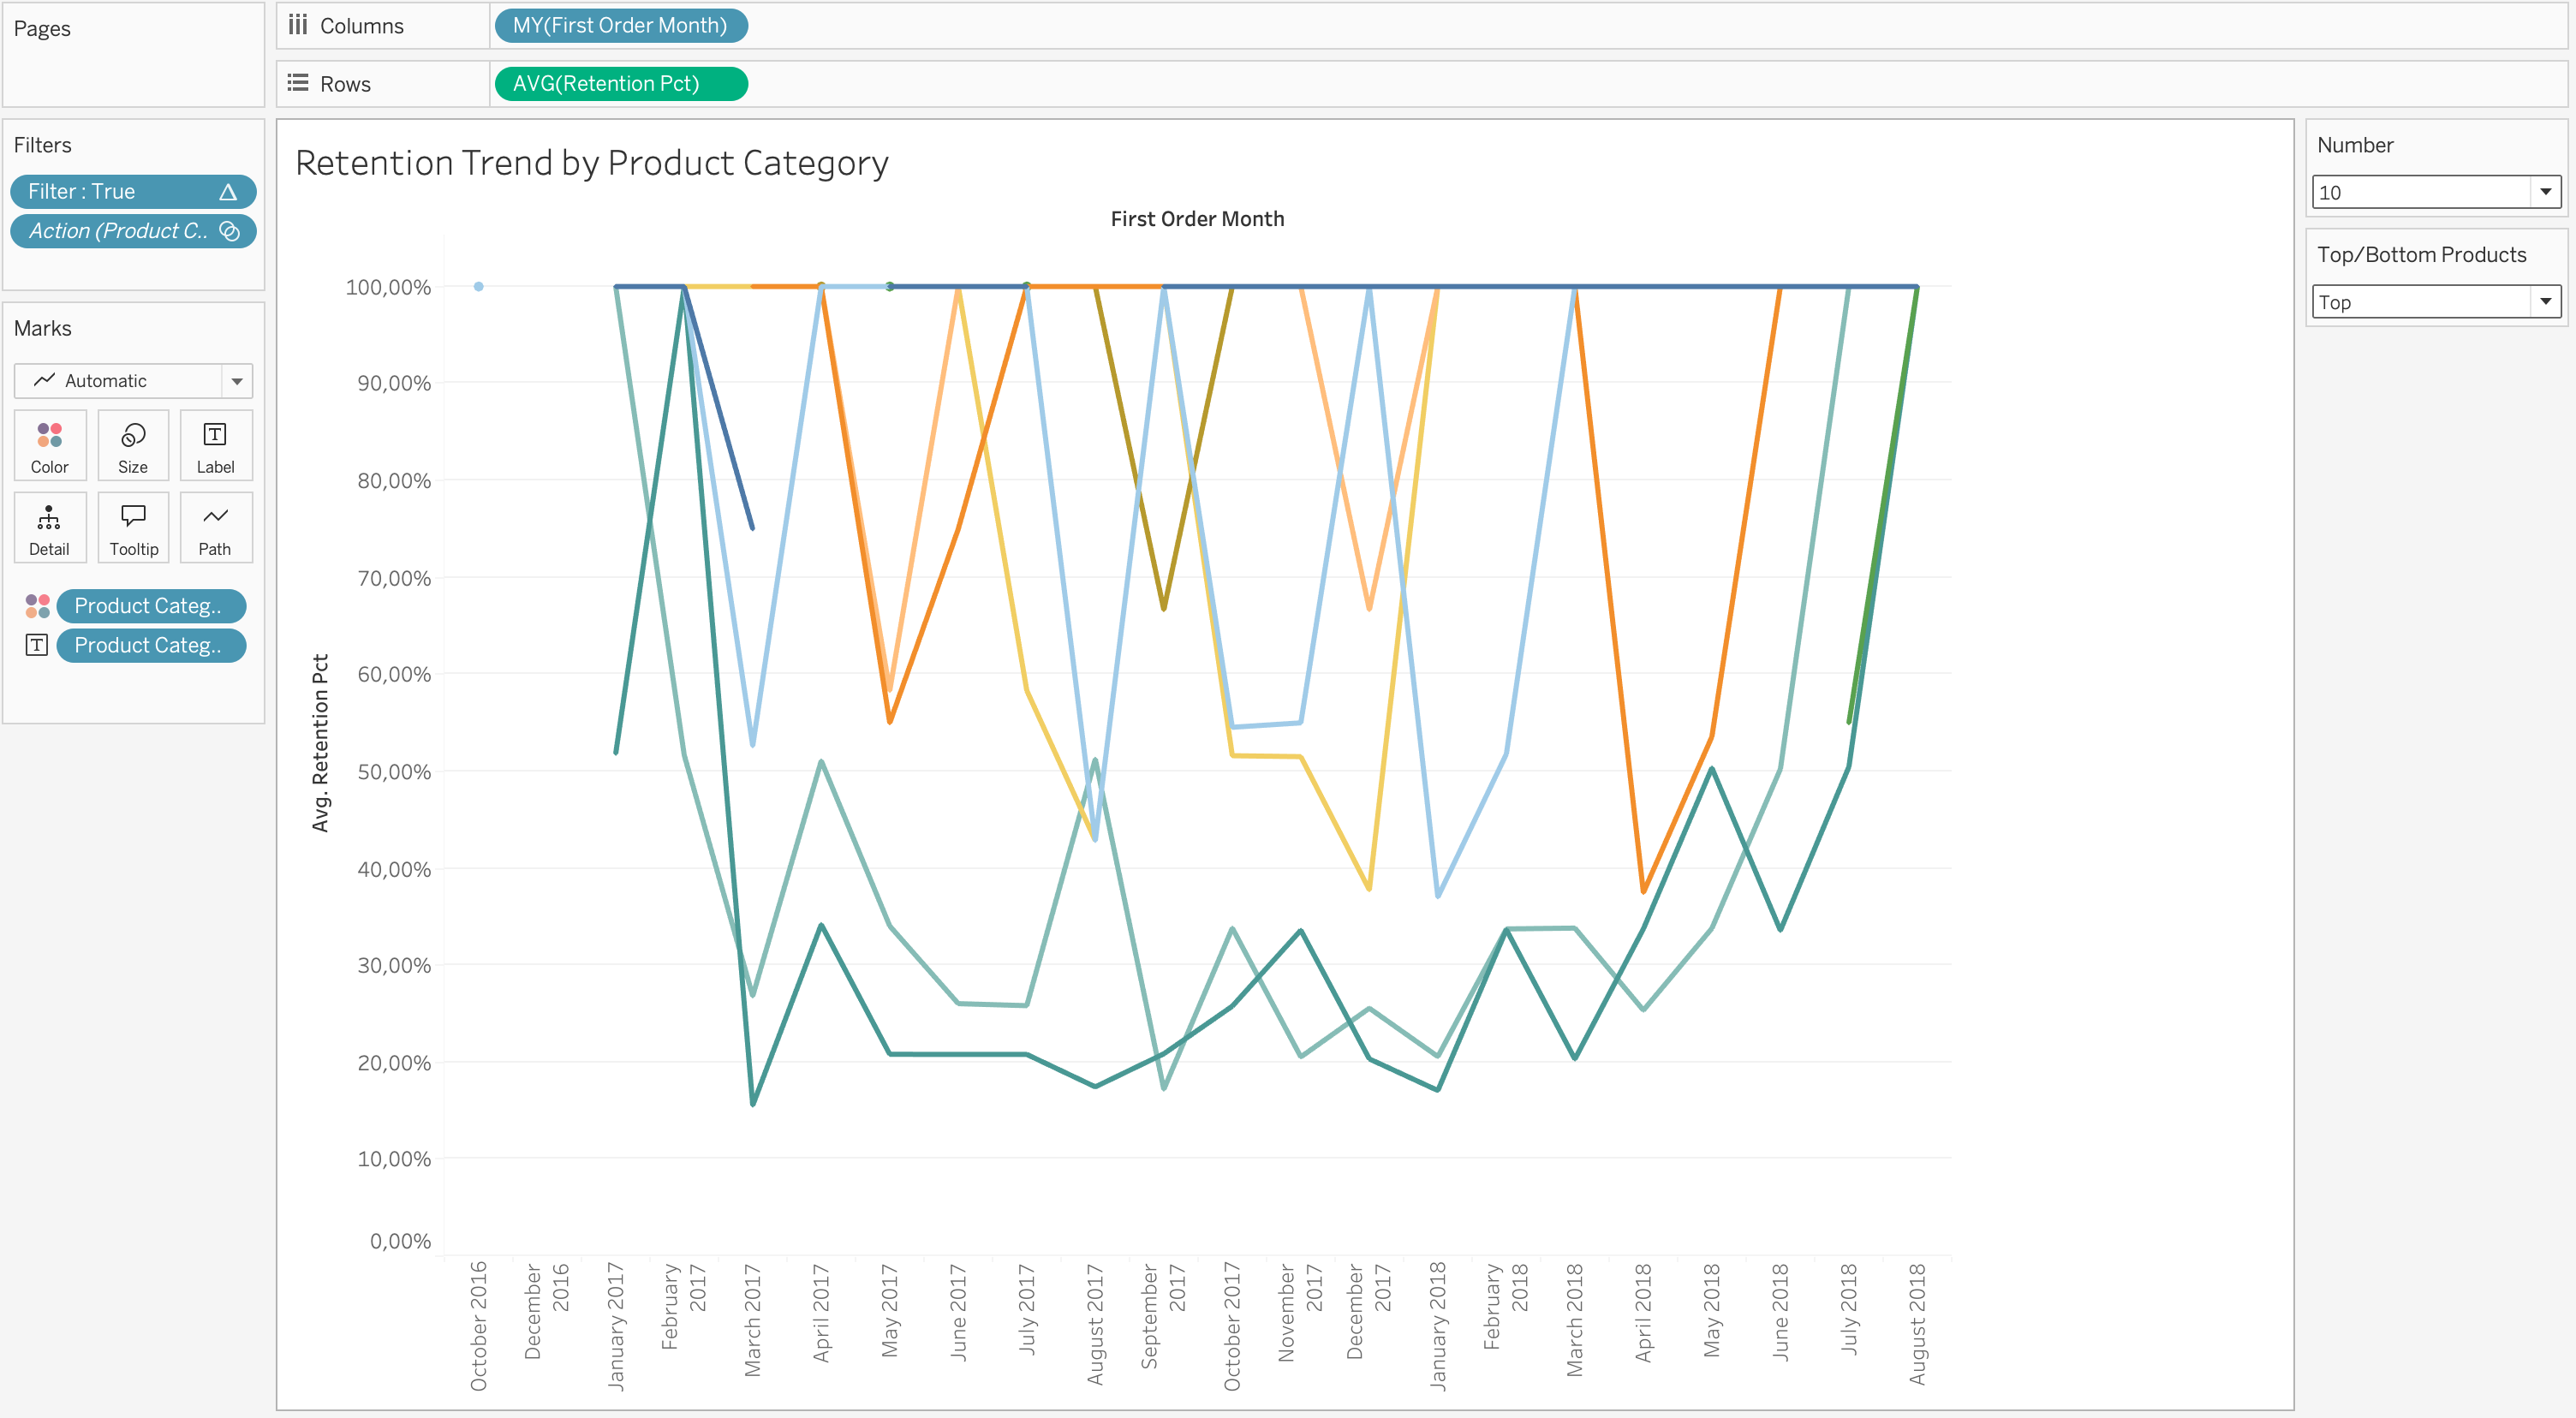 Pages
Columns
MY(First Order Month)
Rows
AVG(Retention Pct)
Filters
Filter : True
Action (Product C..
Marks
Automatic
Color
Size
Label
Detail
Tooltip
Path
Product Categ..
Product Categ..
Retention Trend by Product Category
First Order Month
Avg. Retention Pct
100,00%
90,00%
80,00%
70,00%
60,00%
50,00%
40,00%
30,00%
20,00%
10,00%
0,00%
October 2016
December
2016
January 2017
February
2017
March 2017
April 2017
May 2017
June 2017
July 2017
August 2017
September
2017
October 2017
November
2017
December
2017
January 2018
February
2018
March 2018
April 2018
May 2018
June 2018
July 2018
August 2018
Number
10
Top/Bottom Products
Top